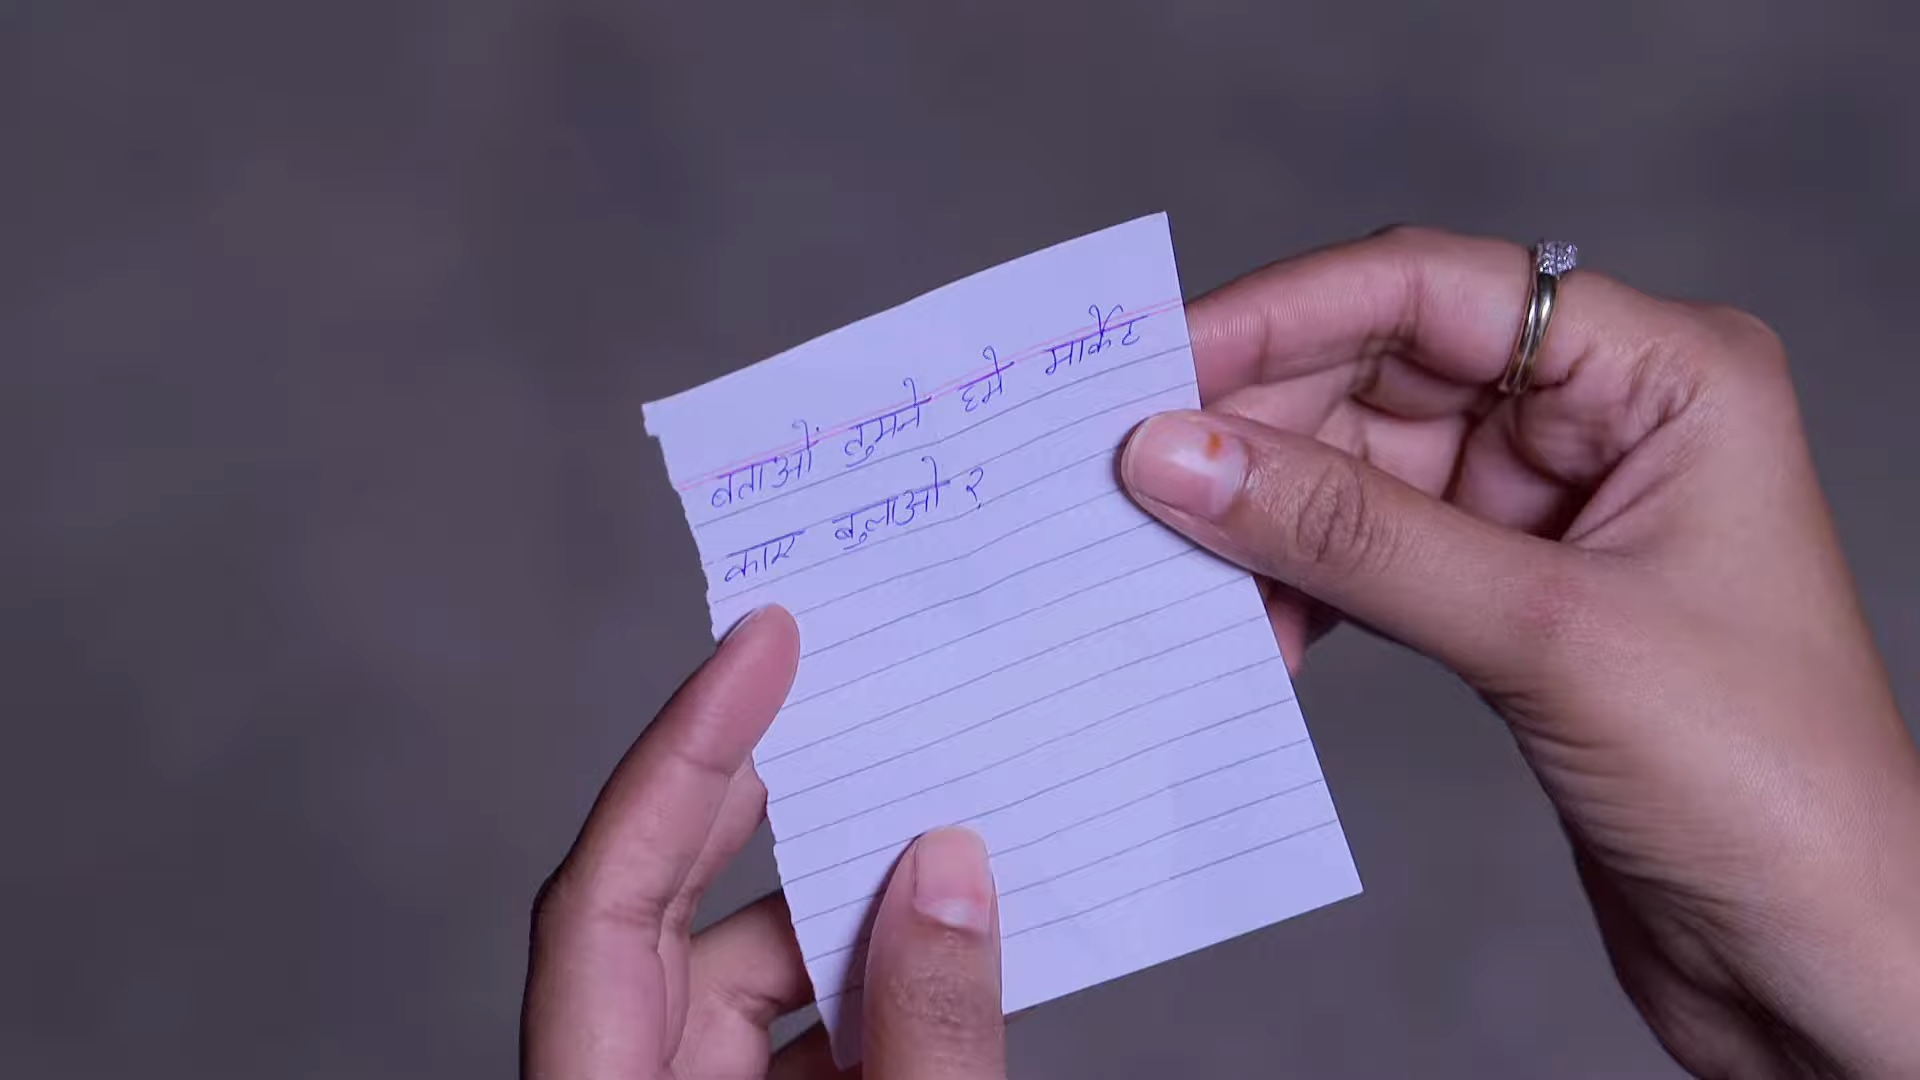 बताओं तुमने हमे मार्केट
काय बुलाओ ?